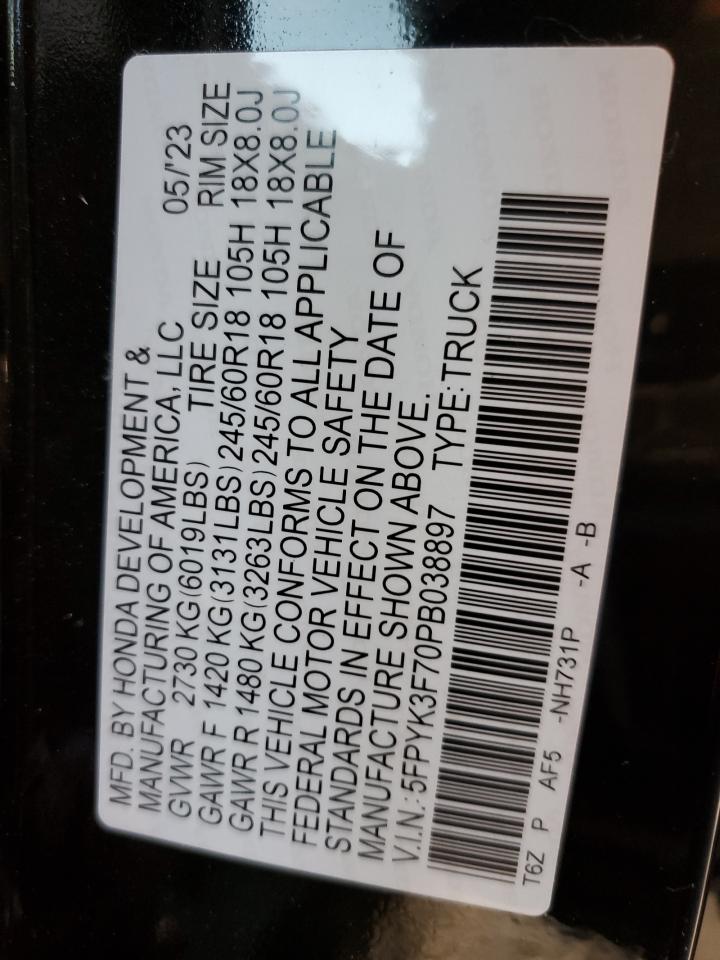 MFD. BY HONDA DEVELOPMENT &
MANUFACTURING OF AMERICA, LLC 05/'23
GVWR 2730 KG(6019LBS) TIRE SIZE RIM SIZE
GAWR F 1420 KG(3131LBS) 245/60R18 105H 18X8.0J
GAWR R 1480 KG(3263LBS) 245/60R18 105H 18X8.0J
THIS VEHICLE CONFORMS TO ALL APPLICABLE
FEDERAL MOTOR VEHICLE SAFETY
STANDARDS IN EFFECT ON THE DATE OF
MANUFACTURE SHOWN ABOVE.
V.I.N.: 5FPYK3F70PB038897 TYPE: TRUCK
T6Z P AF5 -NH731P -A -B